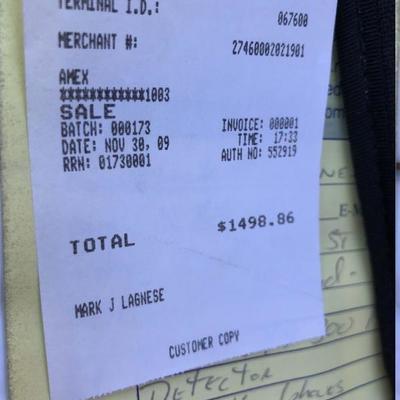 TERMINAL I.D.:
067600
MERCHANT #:
27460002021901
AMEX
************1003
SALE
BATCH: 000173 INVOICE: 000001
DATE: NOV 30, 09 TIME: 17:33
RRN: 01730001 AUTH NO: 552919
TOTAL $1498.86
MARK J LAGNESE
CUSTOMER COPY
DETECTOR